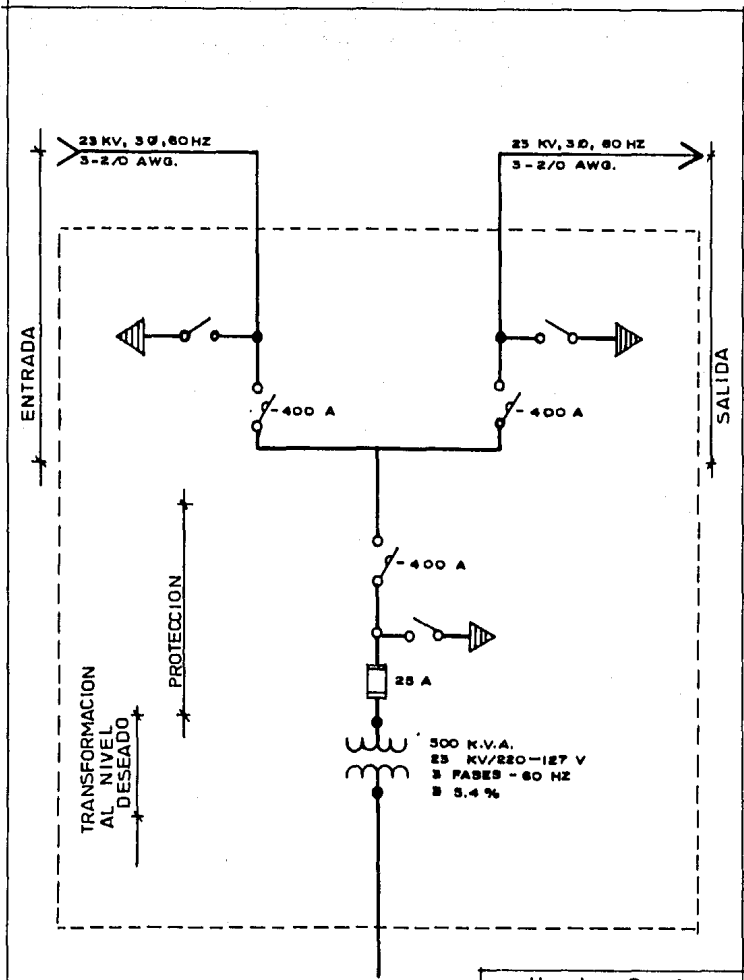 23 KV, 3Ø, 60 HZ
3-2/0 AWG.
23 KV, 3Ø, 60 HZ
3-2/0 AWG.
ENTRADA
SALIDA
400 A
400 A
400 A
PROTECCION
25 A
TRANSFORMACION
AL NIVEL
DESEADO
500 K.V.A.
23 KV/220-127 V
3 FASES - 60 HZ
5.4 %